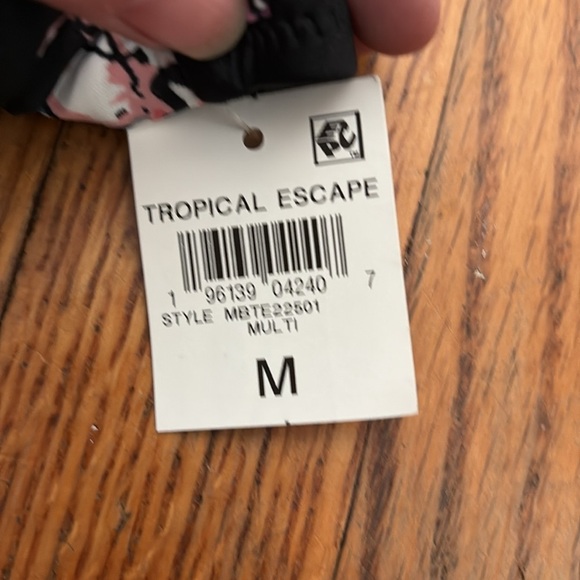 TROPICAL ESCAPE
1 96139 04240 7
STYLE MBTE22501
MULTI
M